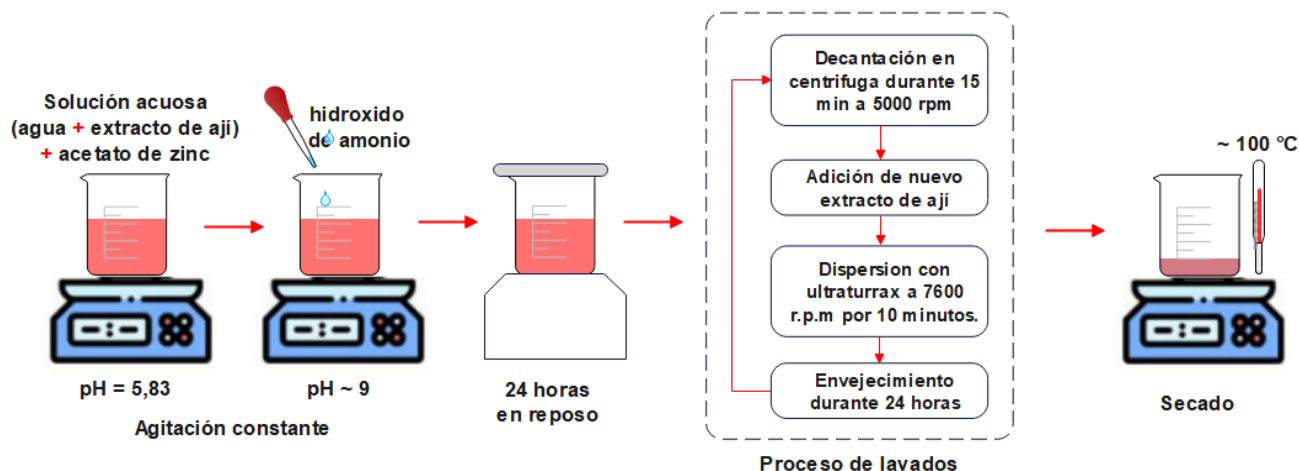 Solución acuosa
(agua + extracto de ají)
+ acetato de zinc
pH = 5,83
hidroxido
de amonio
pH ~ 9
Agitación constante
24 horas
en reposo
Decantación en
centrifuga durante 15
min a 5000 rpm
Adición de nuevo
extracto de ají
Dispersion con
ultraturrax a 7600
r.p.m por 10 minutos.
Envejecimiento
durante 24 horas
Proceso de lavados
~ 100 °C
Secado